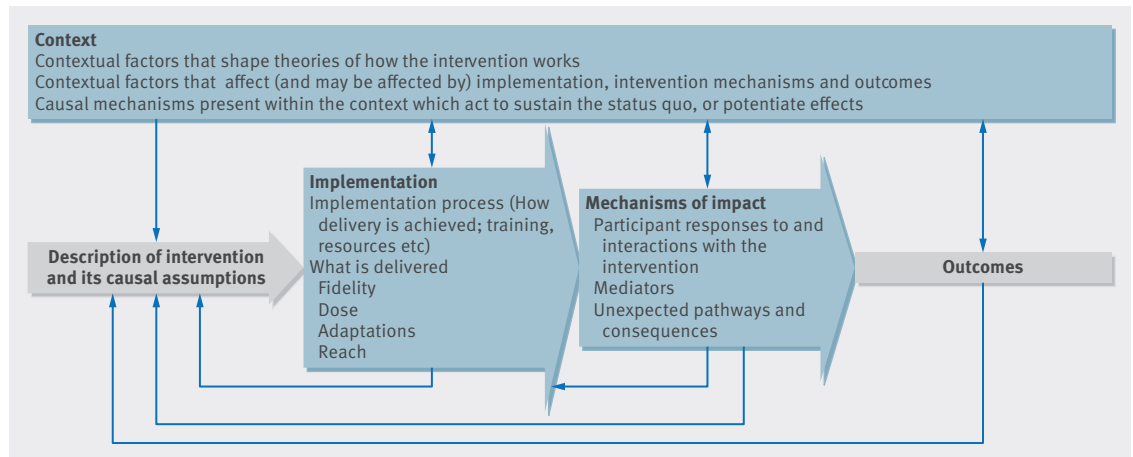 Context
Contextual factors that shape theories of how the intervention works
Contextual factors that affect (and may be affected by) implementation, intervention mechanisms and outcomes
Causal mechanisms present within the context which act to sustain the status quo, or potentiate effects
Description of intervention
and its causal assumptions
Implementation
Implementation process (How
delivery is achieved; training,
resources etc)
What is delivered
Fidelity
Dose
Adaptations
Reach
Mechanisms of impact
Participant responses to and
interactions with the
intervention
Mediators
Unexpected pathways and
consequences
Outcomes